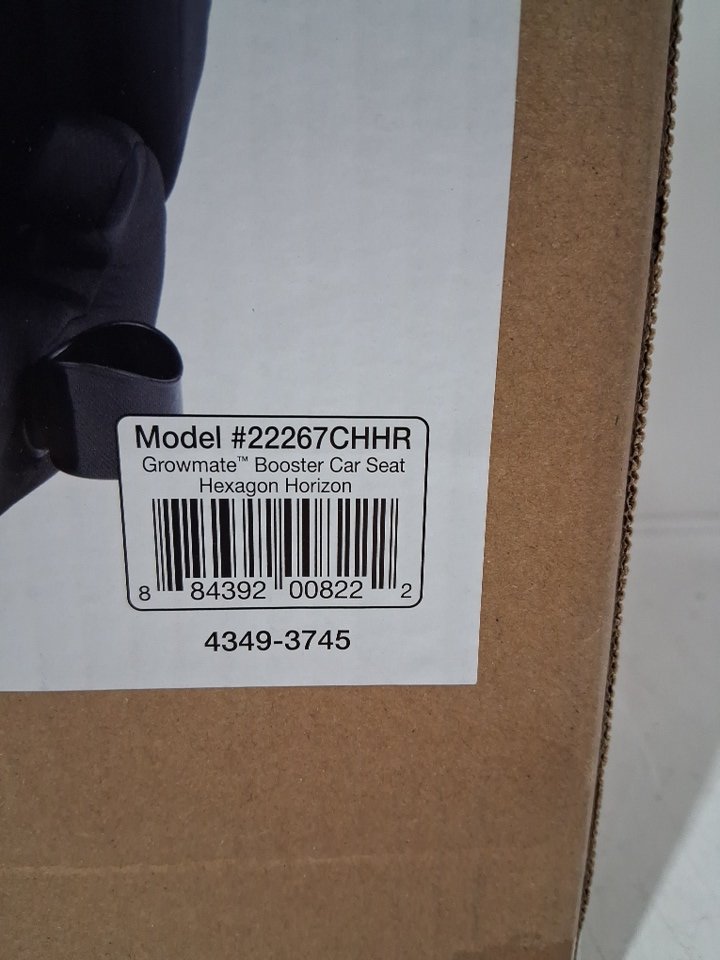 Model #22267CHHR
Growmate™ Booster Car Seat
Hexagon Horizon
8 84392 00822 2
4349-3745